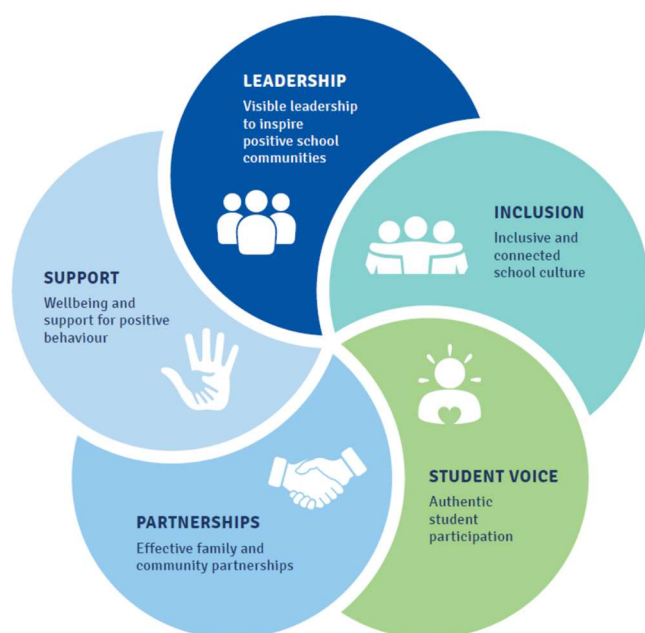 LEADERSHIP
Visible leadership
to inspire
positive school
communities
INCLUSION
Inclusive and
connected
school culture
STUDENT VOICE
Authentic
student
participation
PARTNERSHIPS
Effective family and
community partnerships
SUPPORT
Wellbeing and
support for positive
behaviour